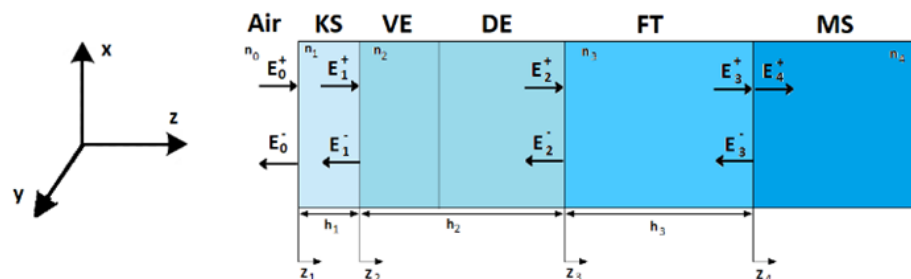 Air KS VE DE FT MS
n₀ n₁ n₂ n₃ n₄
x
E₀⁺ E₁⁺ E₂⁺ E₃⁺ E₄⁺
z
E₀⁻ E₁⁻ E₂⁻ E₃⁻
y
h₁ h₂ h₃
z₁ z₂ z₃ z₄